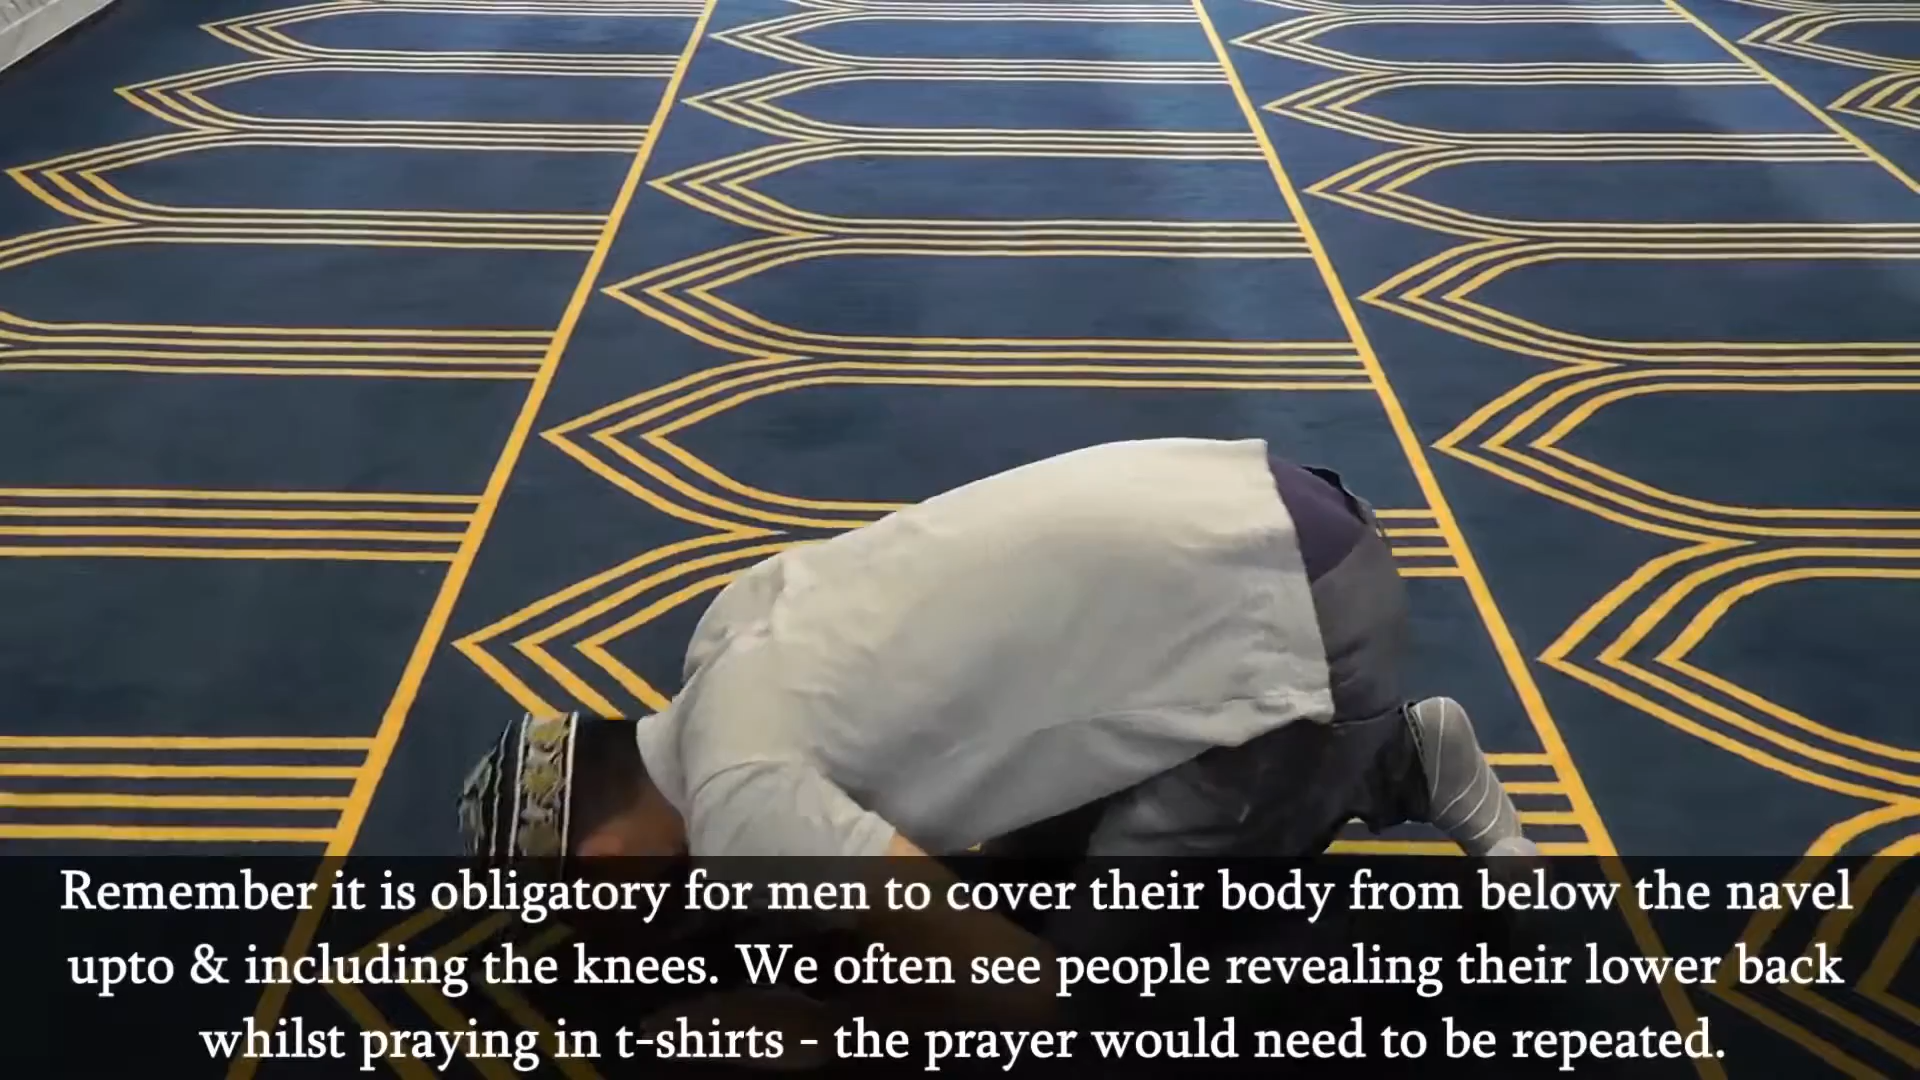 Remember it is obligatory for men to cover their body from below the navel
upto & including the knees. We often see people revealing their lower back
whilst praying in t-shirts - the prayer would need to be repeated.